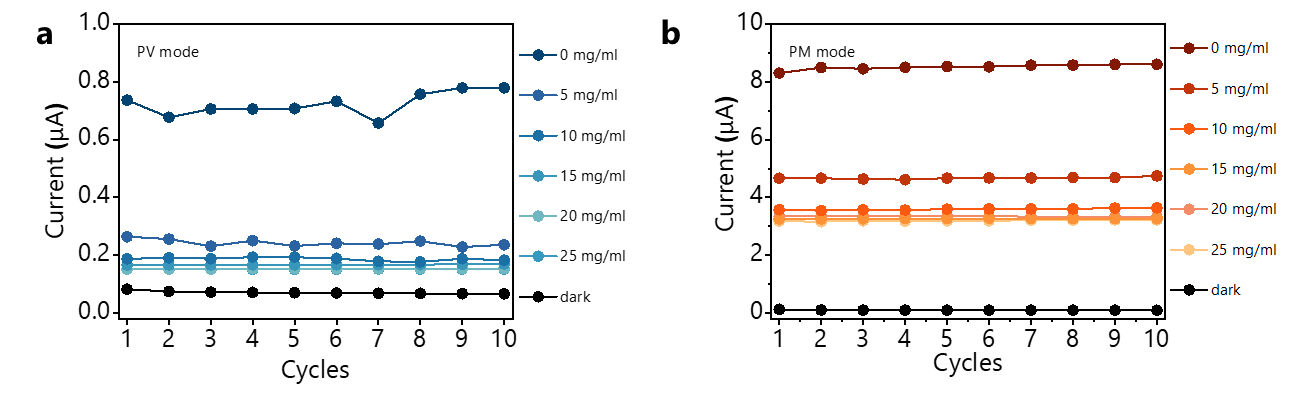 a
PV mode
Current (μA)
1.0
0.8
0.6
0.4
0.2
0.0
1 2 3 4 5 6 7 8 9 10
Cycles
0 mg/ml
5 mg/ml
10 mg/ml
15 mg/ml
20 mg/ml
25 mg/ml
dark
b
PM mode
Current (μA)
10
8
6
4
2
0
1 2 3 4 5 6 7 8 9 10
Cycles
0 mg/ml
5 mg/ml
10 mg/ml
15 mg/ml
20 mg/ml
25 mg/ml
dark